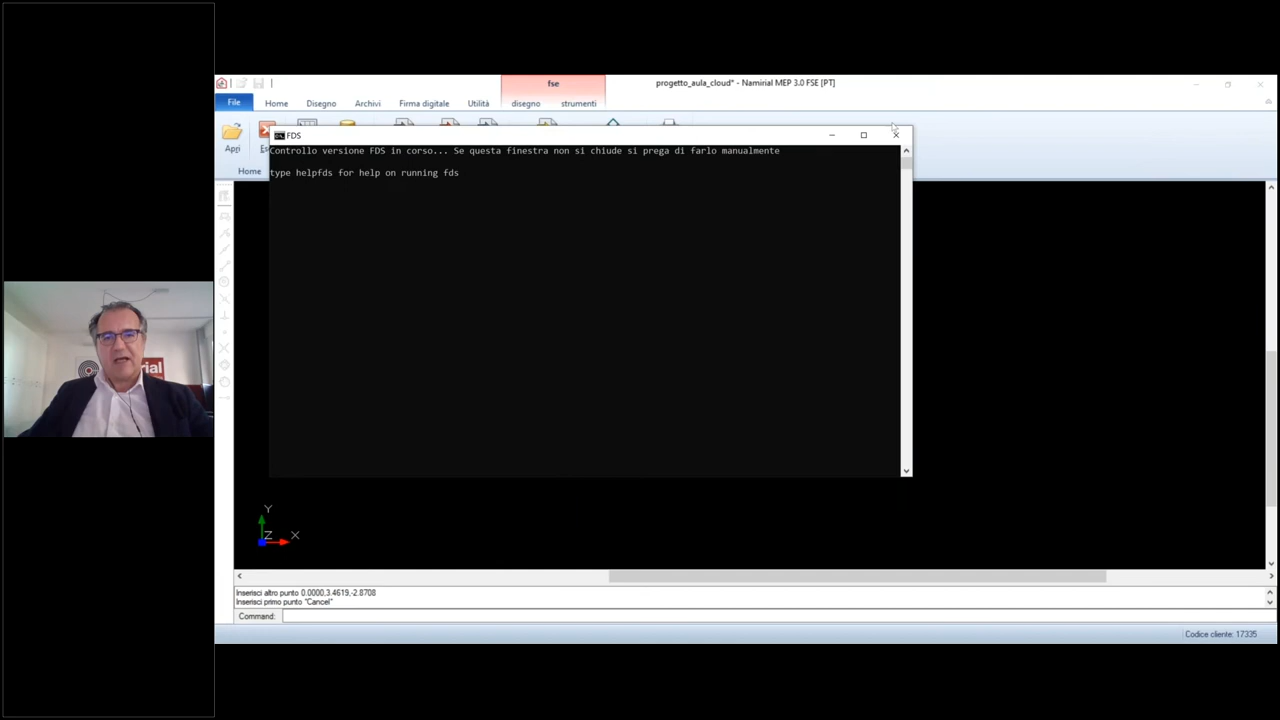 fse
progetto_aula_cloud* - Namirial MEP 3.0 FSE [PT]
File
Home
Disegno
Archivi
Firma digitale
Utilità
disegno
strumenti
Apri
Home
FDS
Controllo versione FDS in corso... Se questa finestra non si chiude si prega di farlo manualmente
type helpfds for help on running fds
rial
Y
Z
X
Inserisci altro punto 0.0000,3.4619,-2.8708
Inserisci primo punto "Cancel"
Command:
Codice cliente: 17335